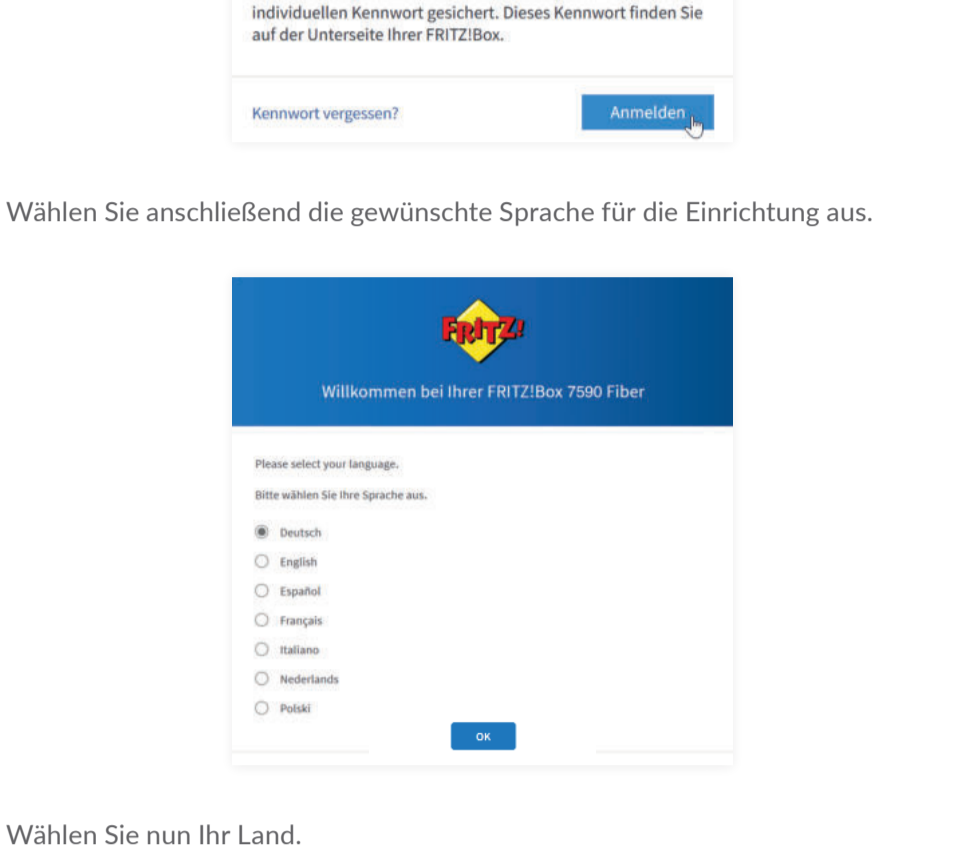 individuellen Kennwort gesichert. Dieses Kennwort finden Sie
auf der Unterseite Ihrer FRITZ!Box.
Kennwort vergessen?
Anmelden
Wählen Sie anschließend die gewünschte Sprache für die Einrichtung aus.
FRITZ!
Willkommen bei Ihrer FRITZ!Box 7590 Fiber
Please select your language.
Bitte wählen Sie Ihre Sprache aus.
Deutsch
English
Español
Français
Italiano
Nederlands
Polski
OK
Wählen Sie nun Ihr Land.